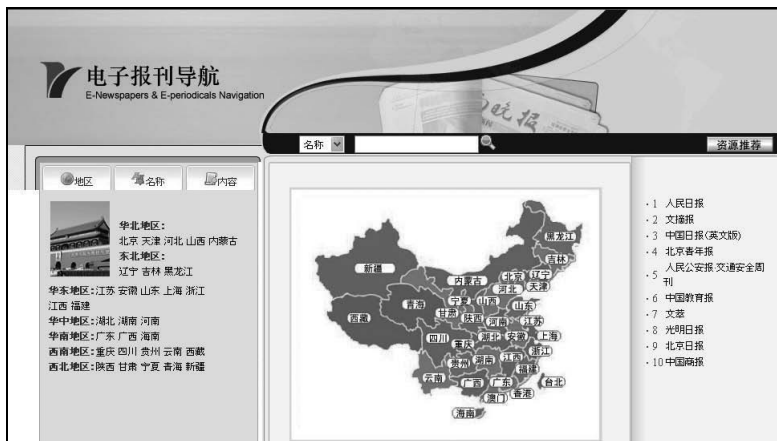 电子报刊导航
E-Newspapers & E-periodicals Navigation
晚报
名称
资源推荐
地区 名称 内容
华北地区：
北京 天津 河北 山西 内蒙古
东北地区：
辽宁 吉林 黑龙江
华东地区：江苏 安徽 山东 上海 浙江
江西 福建
华中地区：湖北 湖南 河南
华南地区：广东 广西 海南
西南地区：重庆 四川 贵州 云南 西藏
西北地区：陕西 甘肃 宁夏 青海 新疆
黑龙江
吉林
新疆
内蒙古
北京
辽宁
河北
天津
青海
宁夏
山西
山东
甘肃
陕西
河南
江苏
西藏
四川
湖北
安徽
上海
重庆
浙江
贵州
湖南
江西
福建
云南
广西
广东
台北
香港
澳门
海南
· 1 人民日报
· 2 文摘报
· 3 中国日报(英文版)
· 4 北京青年报
· 5 人民公安报·交通安全周
刊
· 6 中国教育报
· 7 文萃
· 8 光明日报
· 9 北京日报
· 10 中国商报